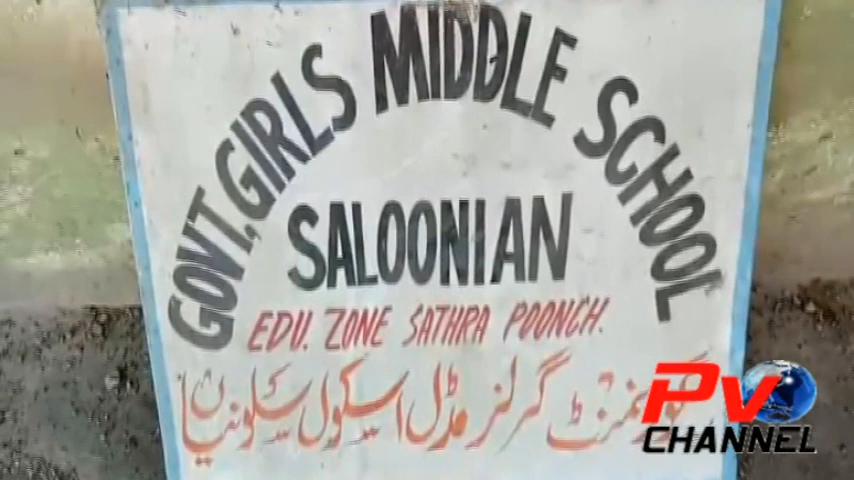 GOVT. GIRLS MIDDLE SCHOOL
SALOONIAN
EDU. ZONE SATHRA POONCH.
گورنمنٹ گرلز مڈل اسکول سلونیاں
PV
CHANNEL